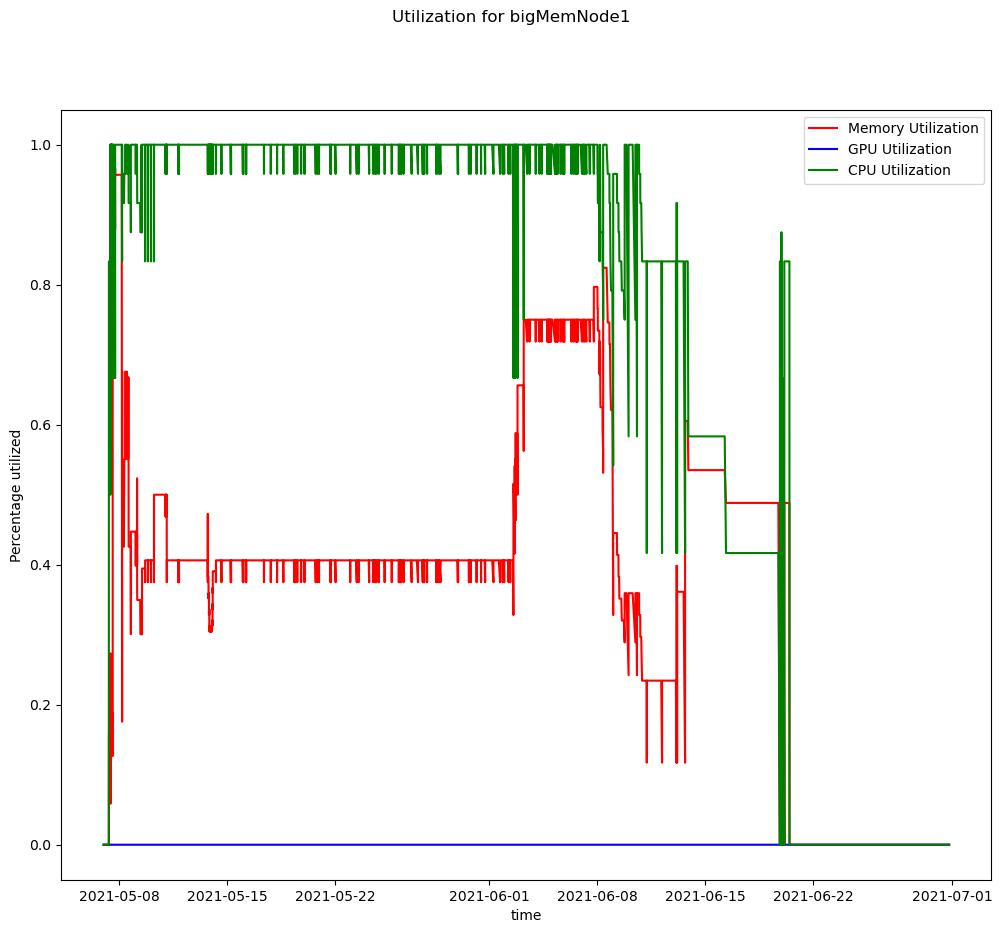 Utilization for bigMemNode1
Memory Utilization
GPU Utilization
CPU Utilization
Percentage utilized
1.0
0.8
0.6
0.4
0.2
0.0
2021-05-08 2021-05-15 2021-05-22 2021-06-01 2021-06-08 2021-06-15 2021-06-22 2021-07-01
time